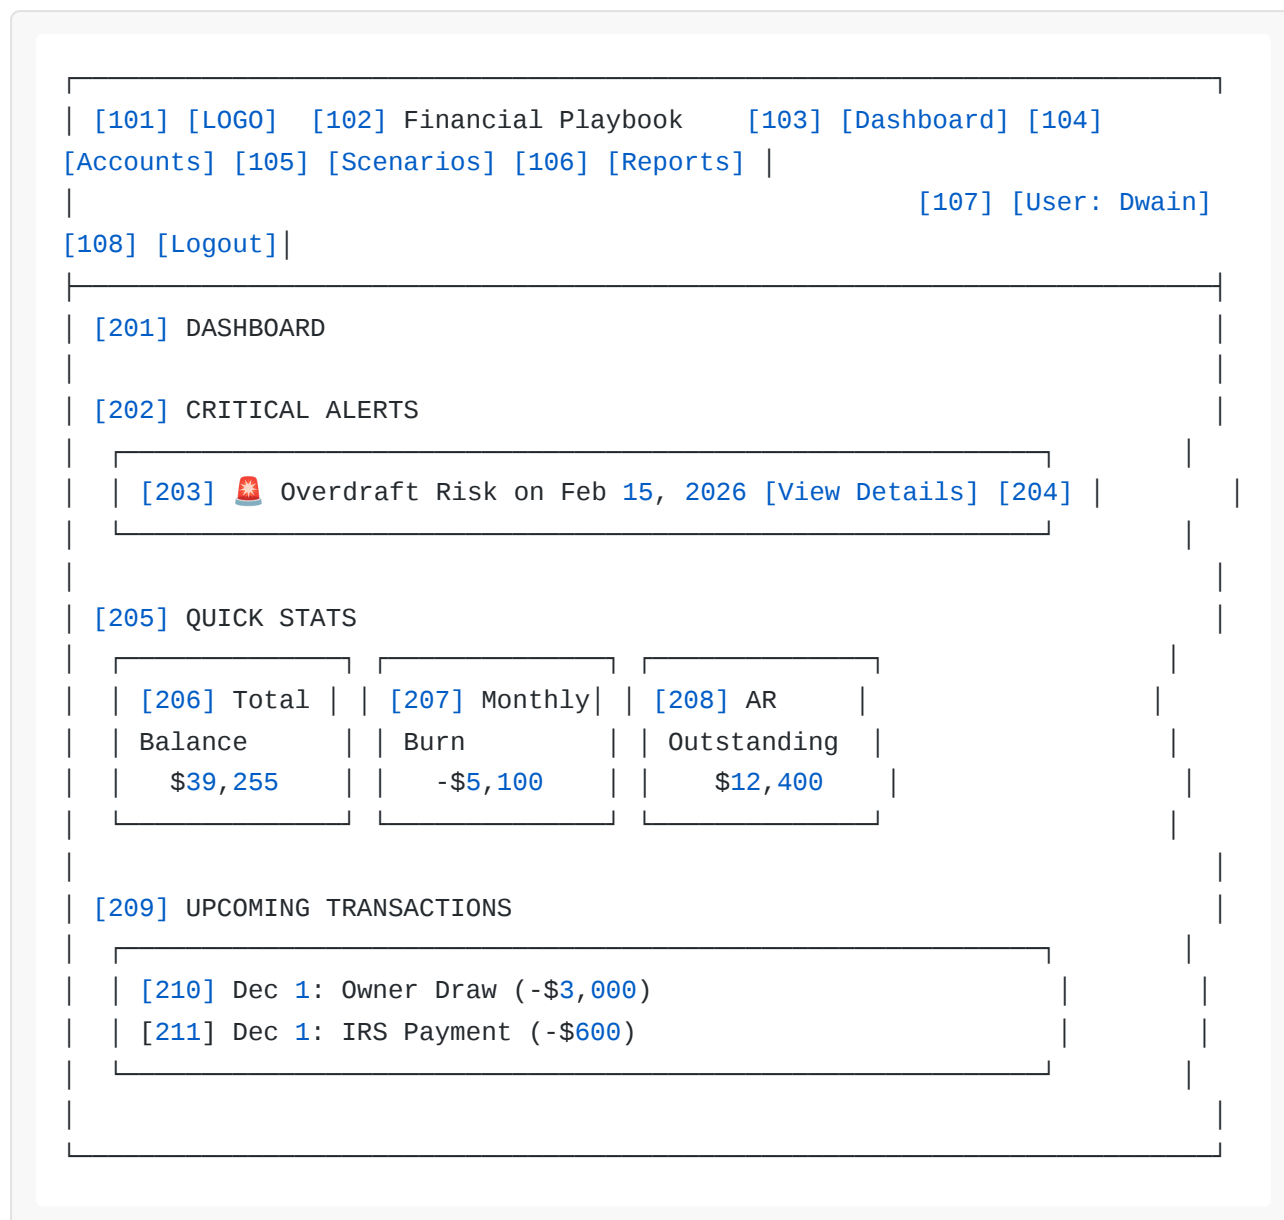 [101] [LOGO] [102] Financial Playbook [103] [Dashboard] [104]
[Accounts] [105] [Scenarios] [106] [Reports]
[107] [User: Dwain]
[108] [Logout]
[201] DASHBOARD
[202] CRITICAL ALERTS
[203] 🚨 Overdraft Risk on Feb 15, 2026 [View Details] [204]
[205] QUICK STATS
[206] Total [207] Monthly [208] AR
Balance Burn Outstanding
$39,255 -$5,100 $12,400
[209] UPCOMING TRANSACTIONS
[210] Dec 1: Owner Draw (-$3,000)
[211] Dec 1: IRS Payment (-$600)